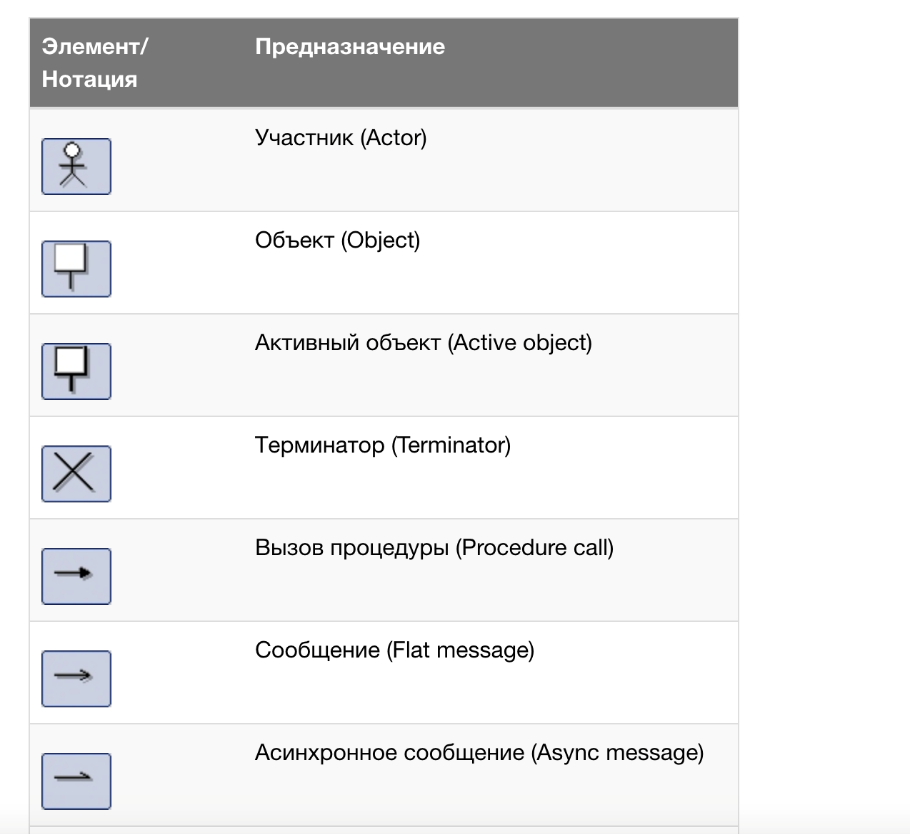 Элемент/
Нотация
Предназначение
Участник (Actor)
Объект (Object)
Активный объект (Active object)
Терминатор (Terminator)
Вызов процедуры (Procedure call)
Сообщение (Flat message)
Асинхронное сообщение (Async message)